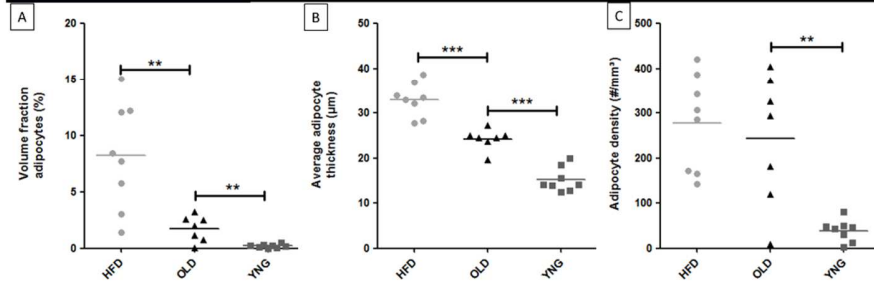 A
Volume fraction
adipocytes (%)
20
15
10
5
0
**
**
HFD
OLD
YNG
B
Average adipocyte
thickness (µm)
50
40
30
20
10
0
***
***
HFD
OLD
YNG
C
Adipocyte density (#/mm³)
500
400
300
200
100
0
**
HFD
OLD
YNG